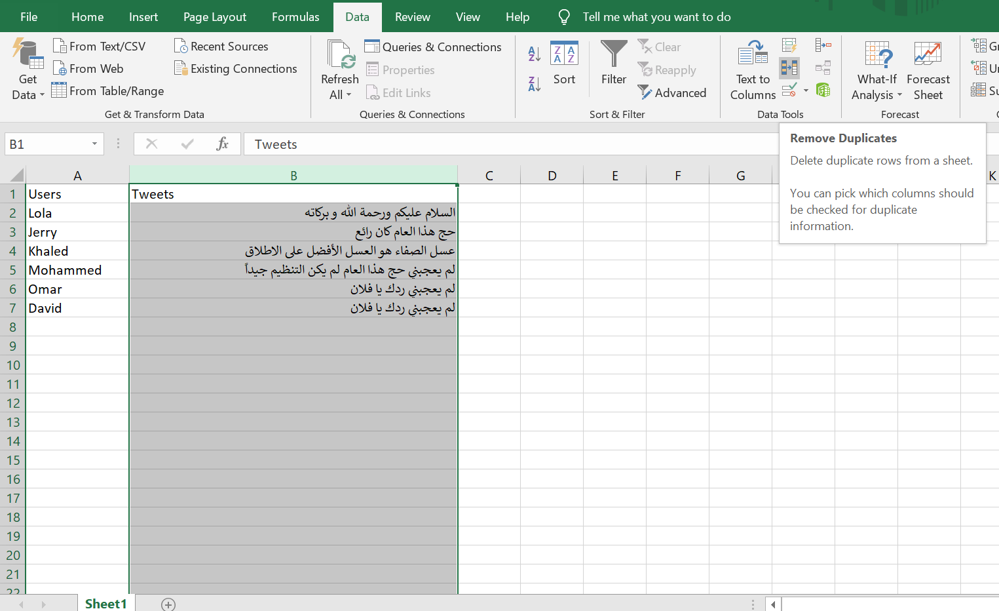 File Home Insert Page Layout Formulas Data Review View Help Tell me what you want to do
Get Data
From Text/CSV
From Web
From Table/Range
Recent Sources
Existing Connections
Get & Transform Data
Refresh All
Queries & Connections
Properties
Edit Links
Queries & Connections
Sort
Filter
Clear
Reapply
Advanced
Sort & Filter
Text to Columns
Data Tools
What-If Analysis
Forecast Sheet
Forecast
B1 fx Tweets
Remove Duplicates
Delete duplicate rows from a sheet.
You can pick which columns should
be checked for duplicate
information.
A B C D E F G K
1 Users Tweets
2 Lola السلام عليكم ورحمة الله و بركاته
3 Jerry حج هذا العام كان رائع
4 Khaled عسل الصفاء هو العسل الأفضل على الاطلاق
5 Mohammed لم يعجبني حج هذا العام لم يكن التنظيم جيداً
6 Omar لم يعجبني ردك يا فلان
7 David لم يعجبني ردك يا فلان
8
9
10
11
12
13
14
15
16
17
18
19
20
21
22
Sheet1